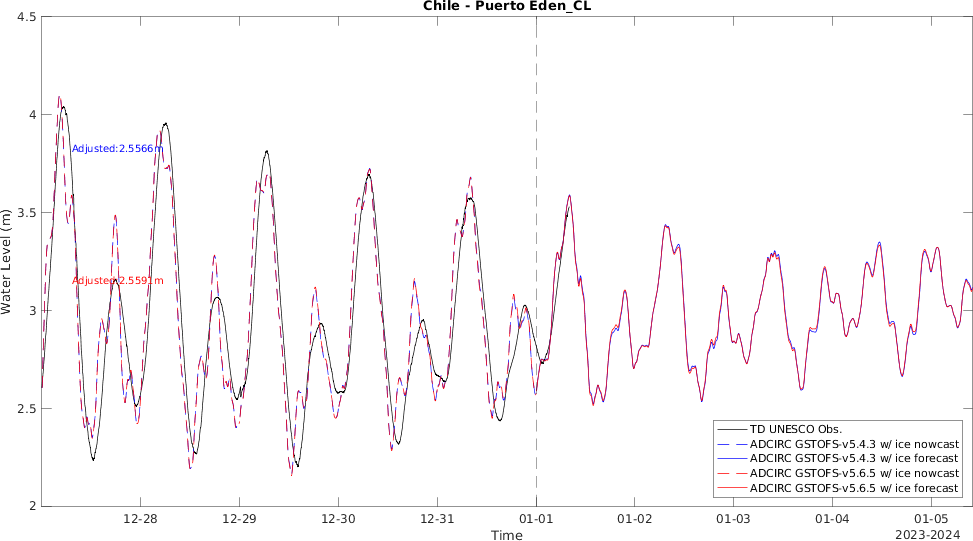 Chile - Puerto Eden_CL
4.5
4
3.5
3
2.5
2
Water Level (m)
Adjusted:2.5566m
Adjusted:2.5591m
TD UNESCO Obs.
ADCIRC GSTOFS-v5.4.3 w/ ice nowcast
ADCIRC GSTOFS-v5.4.3 w/ ice forecast
ADCIRC GSTOFS-v5.6.5 w/ ice nowcast
ADCIRC GSTOFS-v5.6.5 w/ ice forecast
12-28 12-29 12-30 12-31 01-01 01-02 01-03 01-04 01-05
Time
2023-2024